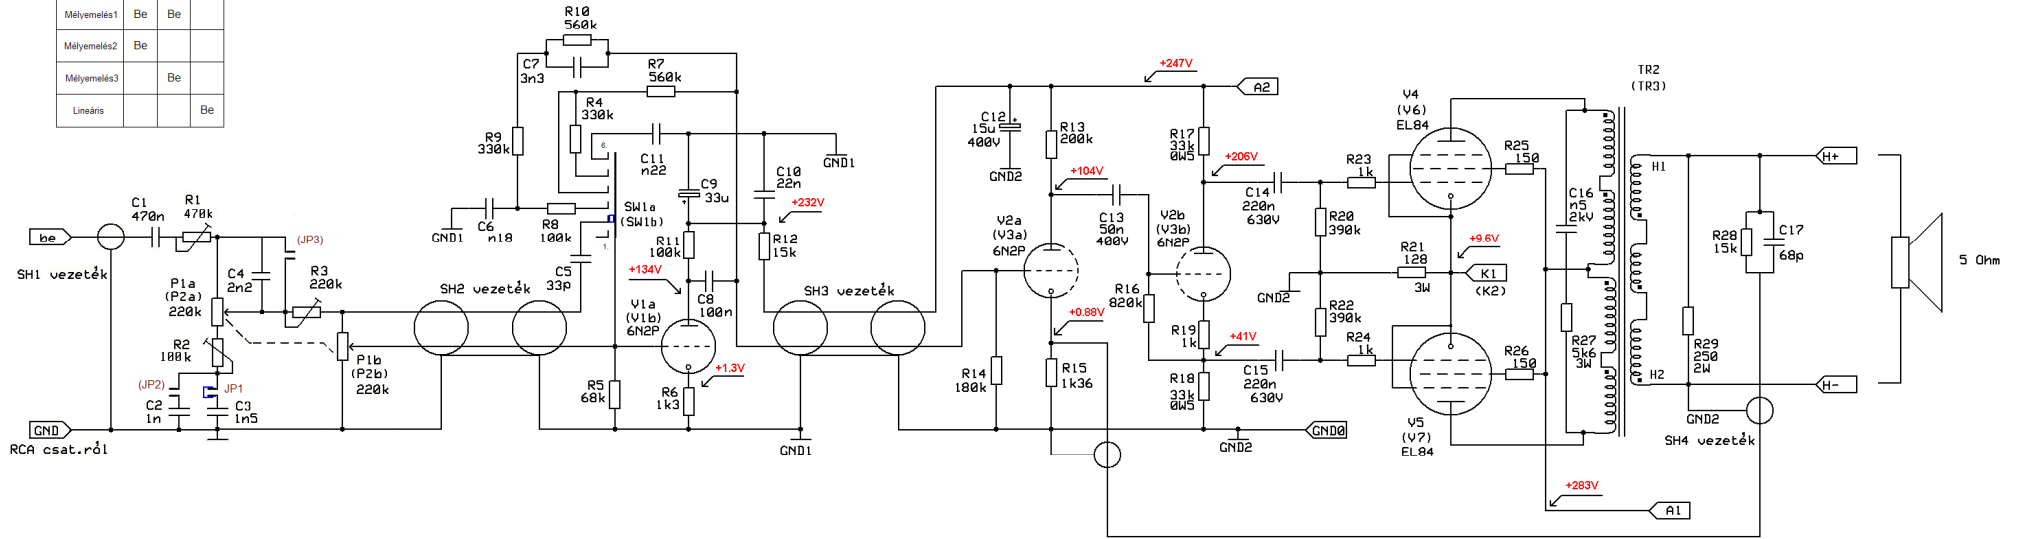 Mélyemelés1 Be Be
Mélyemelés2 Be
Mélyemelés3 Be
Lineáris Be
be
SH1 vezeték
GND
RCA csat.ról
C1
470n
R1
470k
(JP3)
P1a
(P2a)
220k
C4
2n2
R3
220k
R2
100k
(JP2)
JP1
C2
1n
C3
1n5
P1b
(P2b)
220k
SH2 vezeték
R10
560k
C7
3n3
R7
560k
R4
330k
R9
330k
GND1
C6
n18
R8
100k
C5
33p
6.
SW1a
(SW1b)
1.
C11
n22
C9
33u
+
C10
22n
GND1
+232V
R11
100k
R12
15k
+134V
C8
100n
V1a
(V1b)
6N2P
+1.3V
R5
68k
R6
1k3
SH3 vezeték
GND1
+247V
A2
C12
15u
400V
+
GND2
R13
200k
+104V
C13
50n
400V
V2a
(V3a)
6N2P
+0.88V
R14
180k
R15
1k36
R17
33k
0W5
+206V
C14
220n
630V
V2b
(V3b)
6N2P
R16
820k
R19
1k
+41V
R18
33k
0W5
C15
220n
630V
GND2
GND0
R23
1k
R20
390k
GND2
R21
128
3W
R22
390k
R24
1k
V4
(V6)
EL84
+9.6V
K1
(K2)
V5
(V7)
EL84
R25
150
R26
150
C16
n5
2kV
R27
5k6
3W
+283V
A1
TR2
(TR3)
H1
H2
R28
15k
C17
68p
R29
250
2W
GND2
SH4 vezeték
H+
H-
5 Ohm